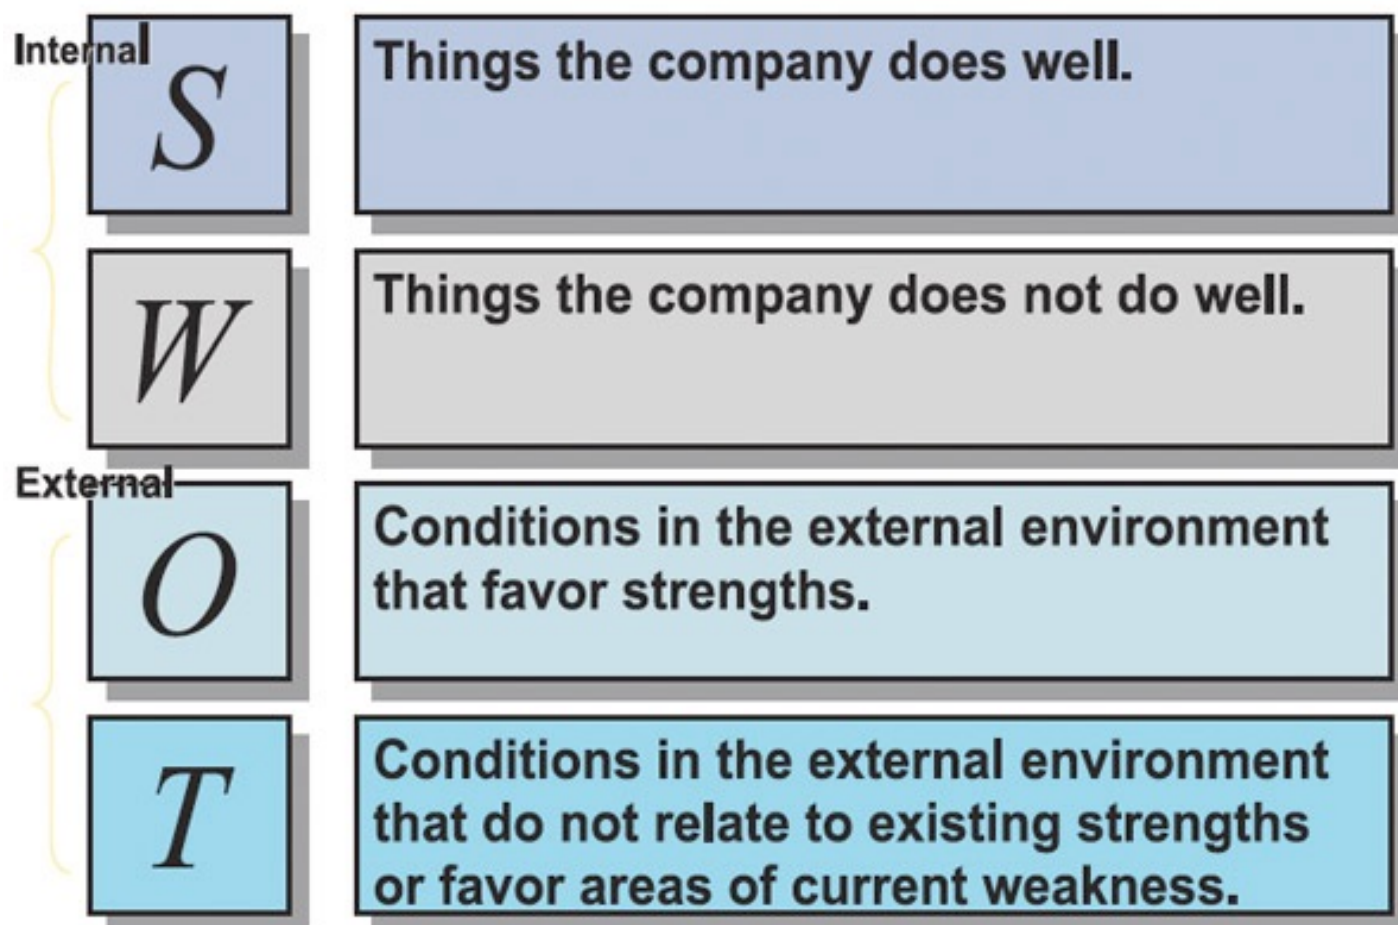 Internal
S
Things the company does well.
W
Things the company does not do well.
External
O
Conditions in the external environment
that favor strengths.
T
Conditions in the external environment
that do not relate to existing strengths
or favor areas of current weakness.